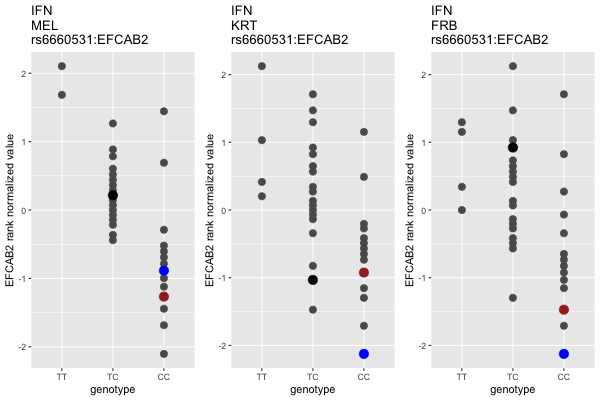 IFN
MEL
rs6660531:EFCAB2
EFCAB2 rank normalized value
2
1
0
-1
-2
TT
TC
CC
genotype
IFN
KRT
rs6660531:EFCAB2
EFCAB2 rank normalized value
2
1
0
-1
-2
TT
TC
CC
genotype
IFN
FRB
rs6660531:EFCAB2
EFCAB2 rank normalized value
2
1
0
-1
-2
TT
TC
CC
genotype